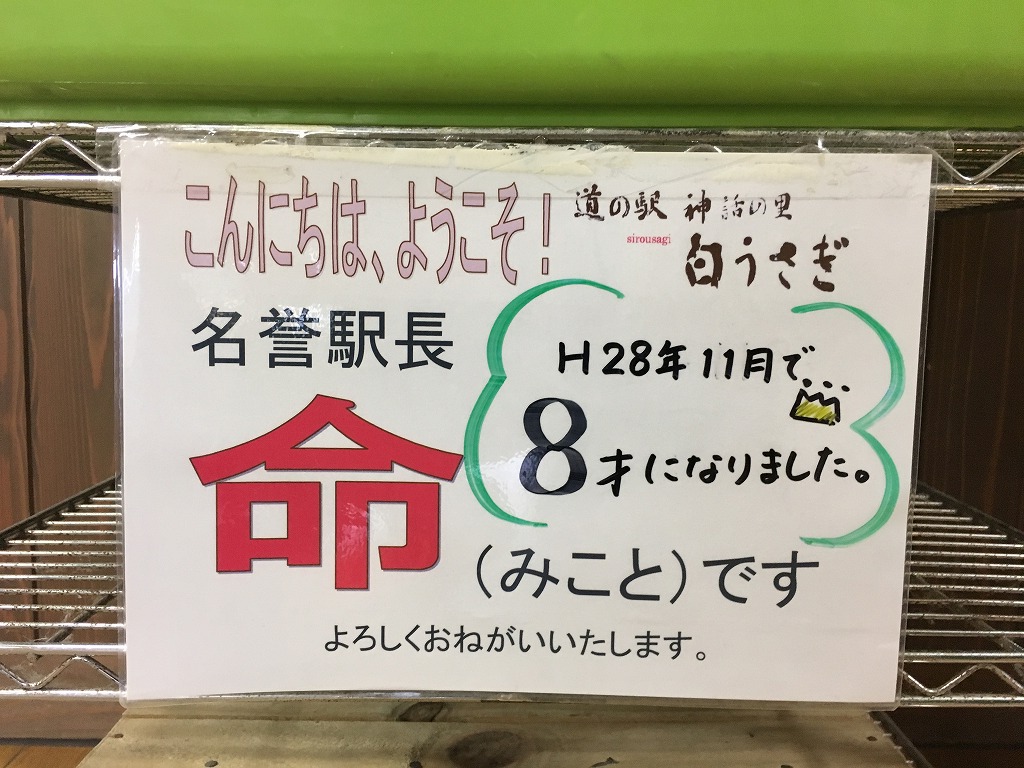 こんにちは、ようこそ!
道の駅 神話の里
sirousagi
白うさぎ
名誉駅長
H28年11月で...
8才になりました。
命
(みこと)です
よろしくおねがいいたします。